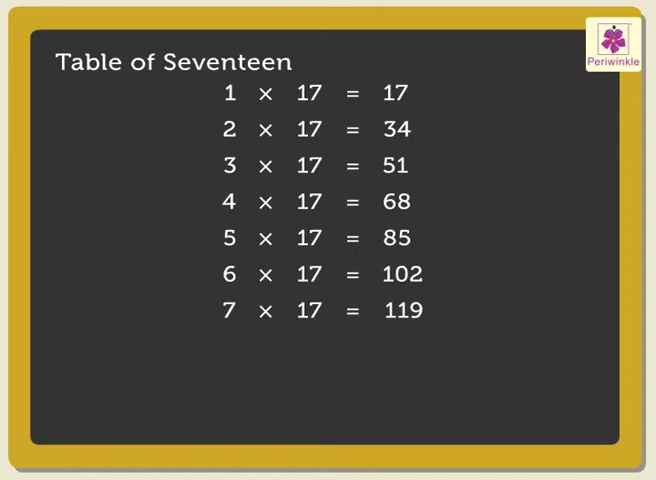 Periwinkle
Table of Seventeen
1 × 17 = 17
2 × 17 = 34
3 × 17 = 51
4 × 17 = 68
5 × 17 = 85
6 × 17 = 102
7 × 17 = 119